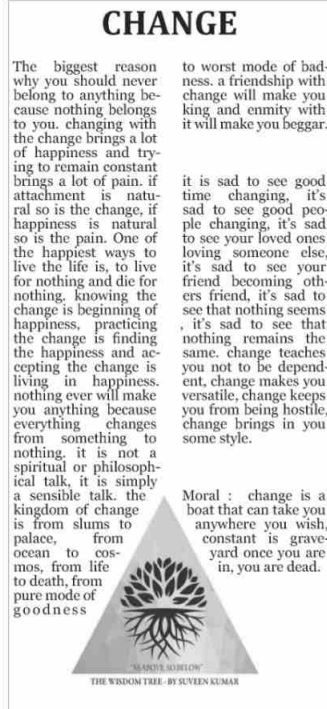 CHANGE
The biggest reason
why you should never
belong to anything be-
cause nothing belongs
to you. changing with
the change brings a lot
of happiness and try-
ing to remain constant
brings a lot of pain. if
attachment is natu-
ral so is the change, if
happiness is natural
so is the pain. One of
the happiest ways to
live the life is, to live
for nothing and die for
nothing. knowing the
change is beginning of
happiness, practicing
the change is finding
the happiness and ac-
cepting the change is
living in happiness.
nothing ever will make
you anything because
everything changes
from something to
nothing. it is not a
spiritual or philosoph-
ical talk, it is simply
a sensible talk. the
kingdom of change
is from slums to
palace, from
ocean to cos-
mos, from life
to death, from
pure mode of
goodness
to worst mode of bad-
ness. a friendship with
change will make you
king and enmity with
it will make you beggar.
it is sad to see good
time changing, it's
sad to see good peo-
ple changing, it's sad
to see your loved ones
loving someone else,
it's sad to see your
friend becoming oth-
ers friend, it's sad to
see that nothing seems
, it's sad to see that
nothing remains the
same. change teaches
you not to be depend-
ent, change makes you
versatile, change keeps
you from being hostile,
change brings in you
some style.
Moral : change is a
boat that can take you
anywhere you wish,
constant is grave-
yard once you are
in, you are dead.
"AS ABOVE, SO BELOW"
THE WISDOM TREE - BY SUVEEN KUMAR